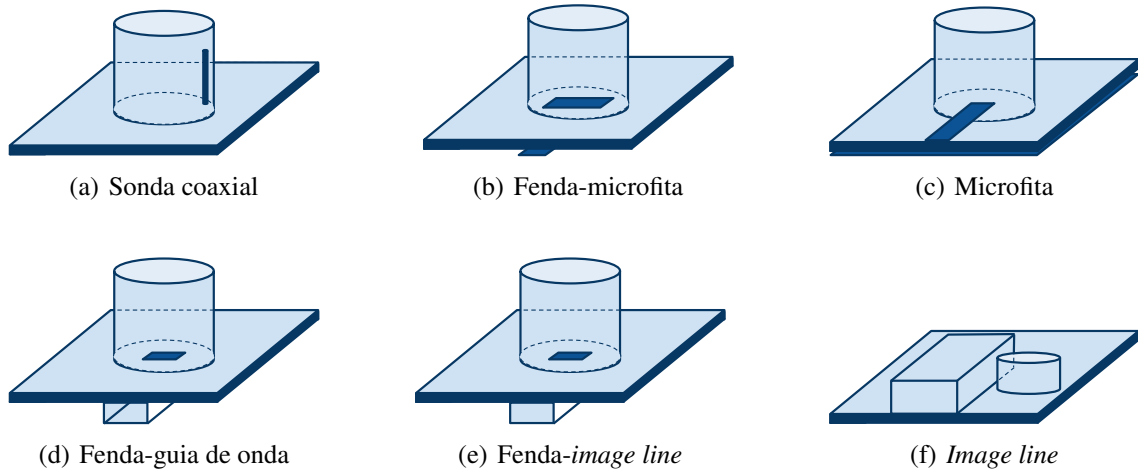 (a) Sonda coaxial
(b) Fenda-microfita
(c) Microfita
(d) Fenda-guia de onda
(e) Fenda-image line
(f) Image line